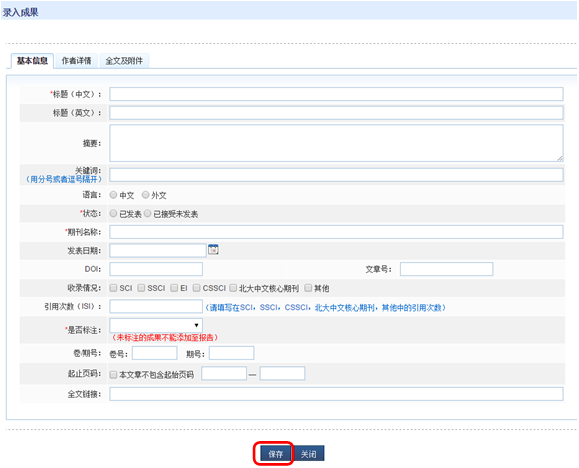 录入成果
基本信息 作者详情 全文及附件
*标题（中文）：
标题（英文）：
摘要：
关键词：
（用分号或者逗号隔开）
语言： 中文 外文
*状态： 已发表 已接受未发表
*期刊名称：
发表日期：
DOI： 文章号：
收录情况： SCI SSCI EI CSSCI 北大中文核心期刊 其他
引用次数（ISI）： （请填写在SCI，SSCI，CSSCI，北大中文核心期刊，其他中的引用次数）
*是否标注：
（未标注的成果不能添加至报告）
卷/期号： 卷号： 期号：
起止页码： 本文章不包含起始页码 —
全文链接：
保存 关闭